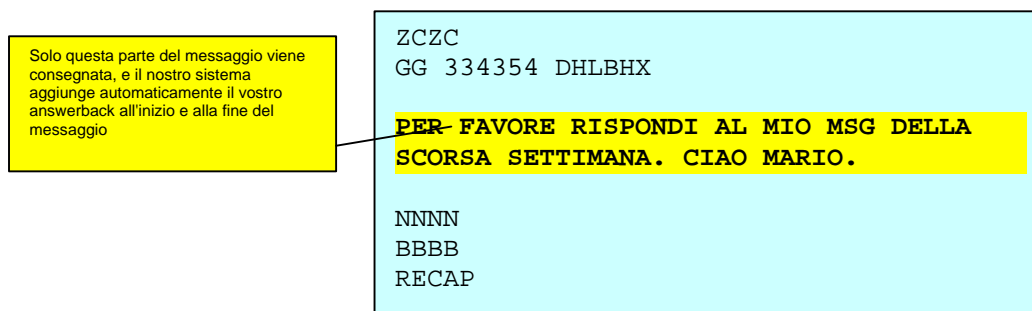 Solo questa parte del messaggio viene
consegnata, e il nostro sistema
aggiunge automaticamente il vostro
answerback all'inizio e alla fine del
messaggio
ZCZC
GG 334354 DHLBHX
PER FAVORE RISPONDI AL MIO MSG DELLA
SCORSA SETTIMANA. CIAO MARIO.
NNNN
BBBB
RECAP